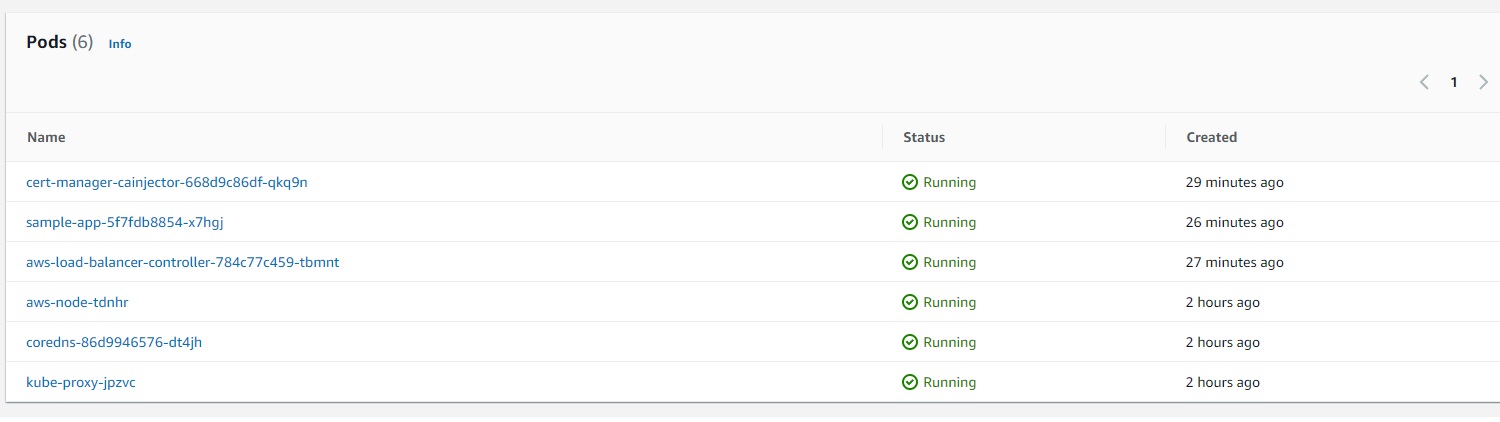 Pods (6) Info
1
Name Status Created
cert-manager-cainjector-668d9c86df-qkq9n Running 29 minutes ago
sample-app-5f7fdb8854-x7hgj Running 26 minutes ago
aws-load-balancer-controller-784c77c459-tbmnt Running 27 minutes ago
aws-node-tdnhr Running 2 hours ago
coredns-86d9946576-dt4jh Running 2 hours ago
kube-proxy-jpzvc Running 2 hours ago